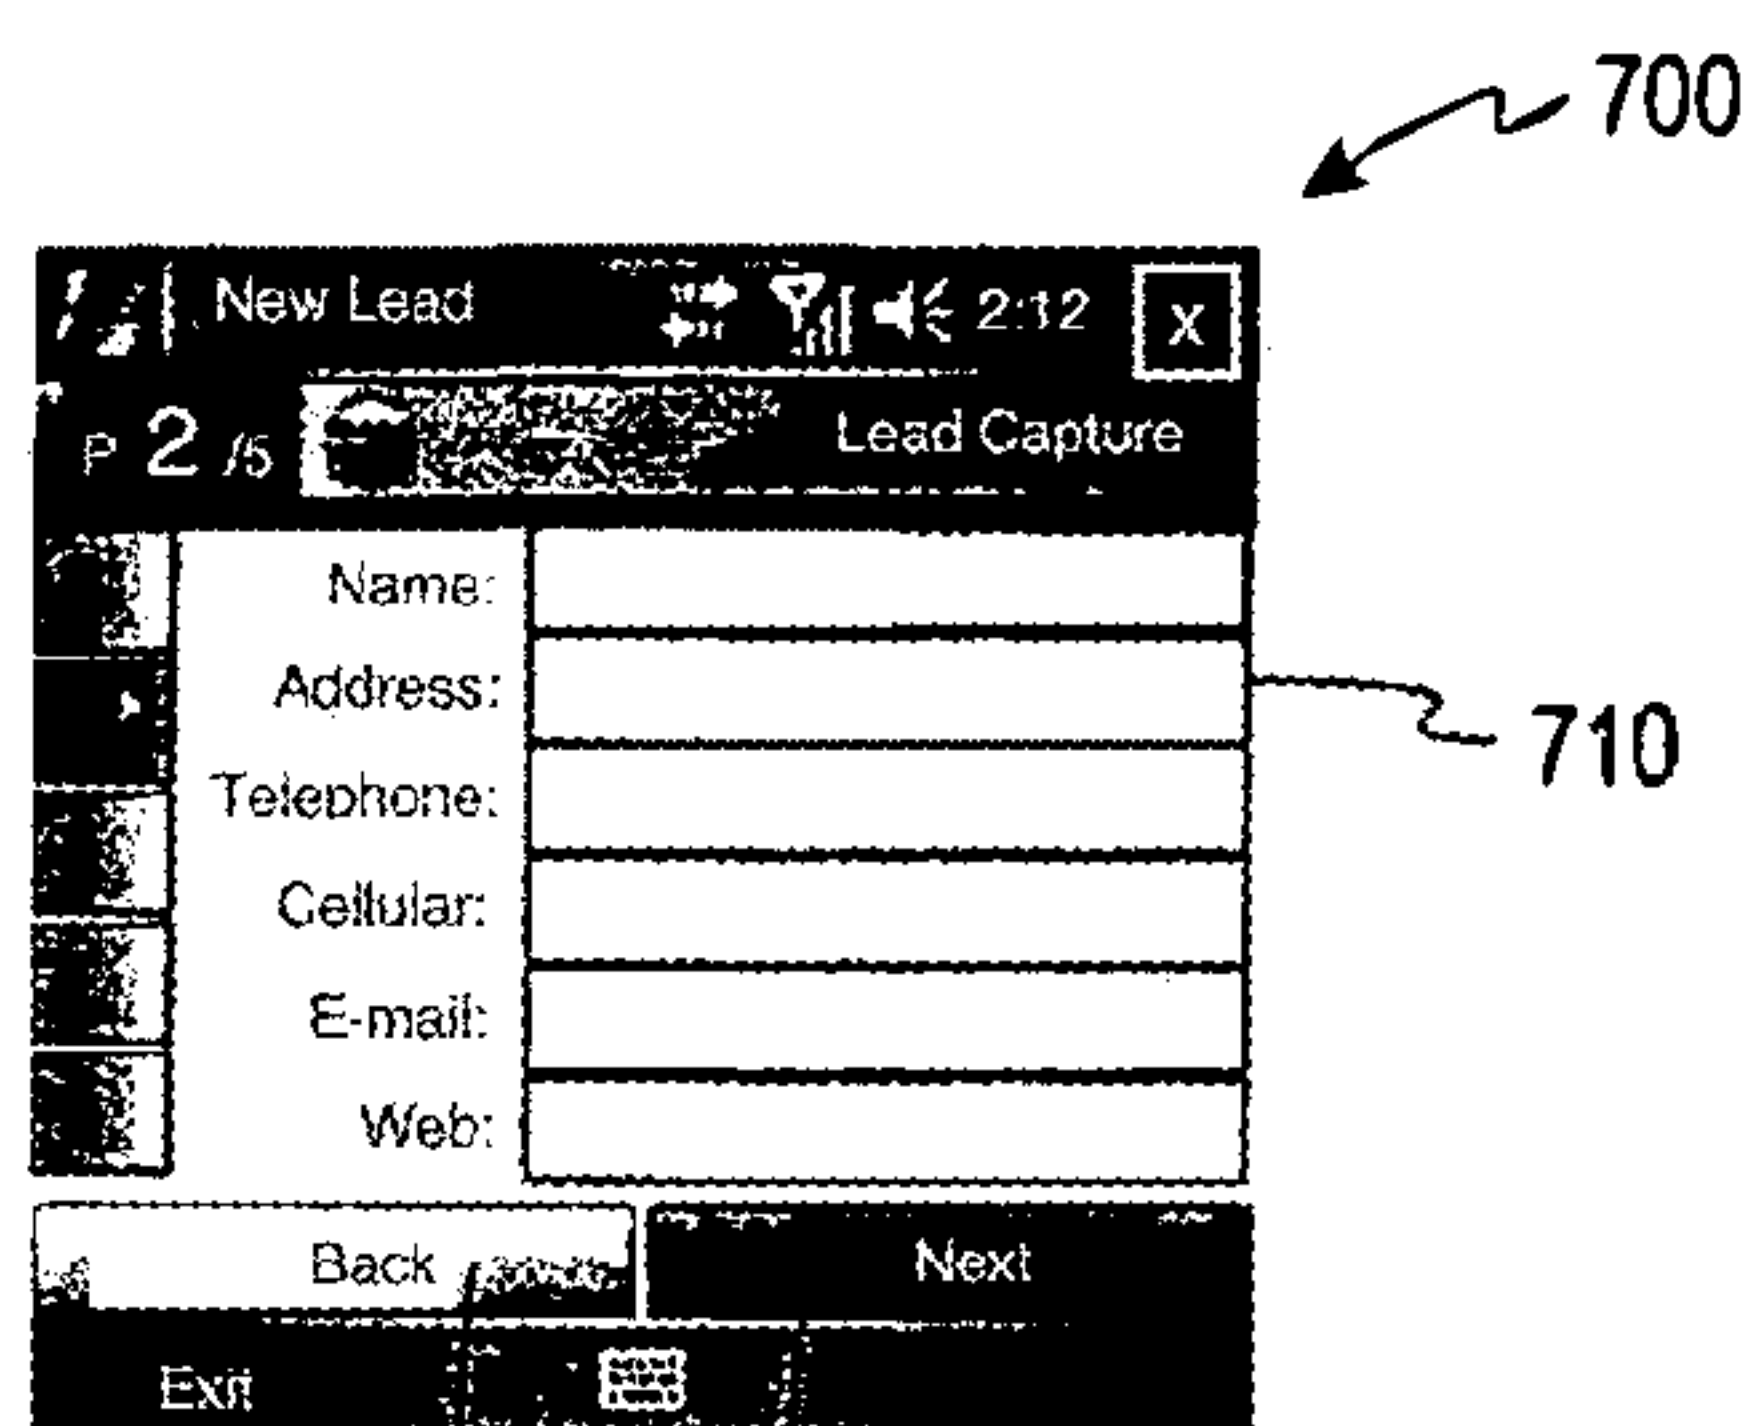 700
New Lead 2:12 X
P 2 /5 Lead Capture
Name:
Address:
710
Telephone:
Cellular:
E-mail:
Web:
Back Next
Exit